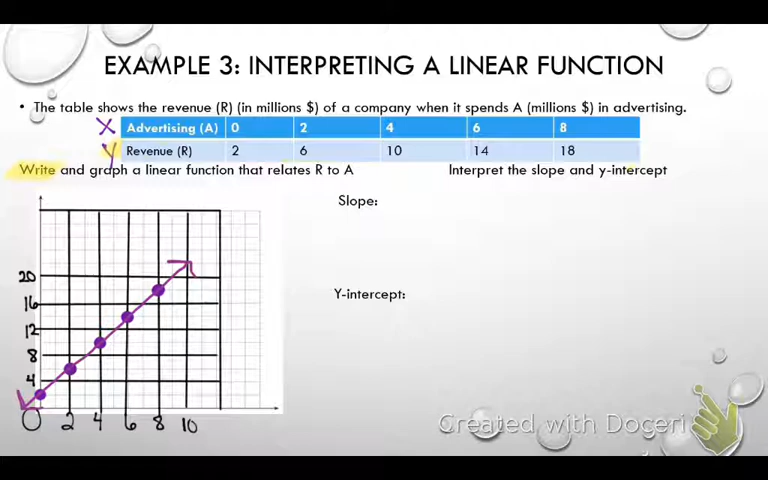 EXAMPLE 3: INTERPRETING A LINEAR FUNCTION
• The table shows the revenue (R) (in millions $) of a company when it spends A (millions $) in advertising.
X Advertising (A) 0 2 4 6 8
Y Revenue (R) 2 6 10 14 18
Write and graph a linear function that relates R to A
Interpret the slope and y-intercept
Slope:
Y-intercept:
20
16
12
8
4
0 2 4 6 8 10
Created with Doceri